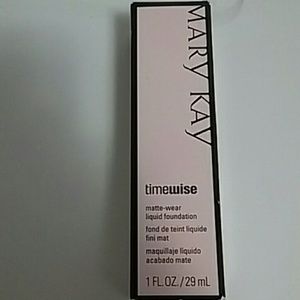 MARY KAY
timewise
matte-wear
liquid foundation
fond de teint liquide
fini mat
maquillaje líquido
acabado mate
1 FL. OZ. / 29 mL